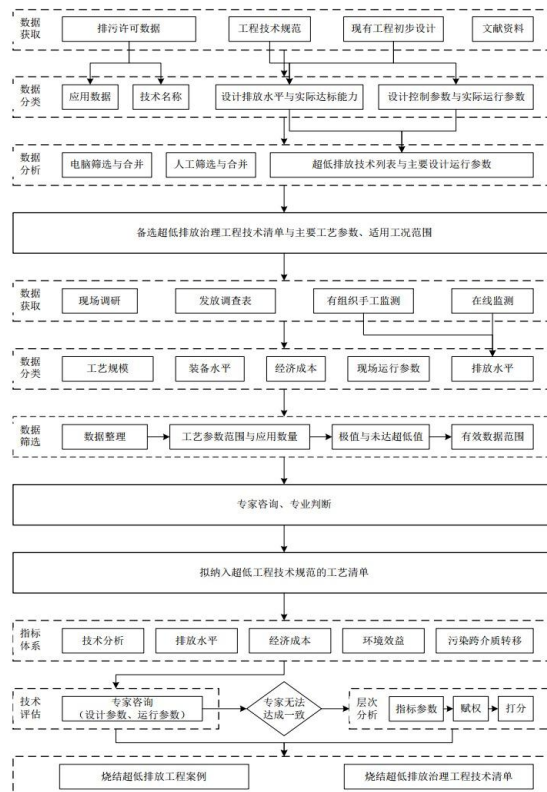 数据获取
排污许可数据
工程技术规范
现有工程初步设计
文献资料
数据分类
应用数据
技术名称
设计排放水平与实际达标能力
设计控制参数与实际运行参数
数据分析
电脑筛选与合并
人工筛选与合并
超低排放技术列表与主要设计运行参数
备选超低排放治理工程技术清单与主要工艺参数、适用工况范围
数据获取
现场调研
发放调查表
有组织手工监测
在线监测
数据分类
工艺规模
装备水平
经济成本
现场运行参数
排放水平
数据筛选
数据整理
工艺参数范围与应用数量
极值与未达超低值
有效数据范围
专家咨询、专业判断
拟纳入超低工程技术规范的工艺清单
指标体系
技术分析
排放水平
经济成本
环境效益
污染跨介质转移
技术评估
专家咨询
（设计参数、运行参数）
专家无法
达成一致
层次分析
指标参数
赋权
打分
烧结超低排放工程案例
烧结超低排放治理工程技术清单